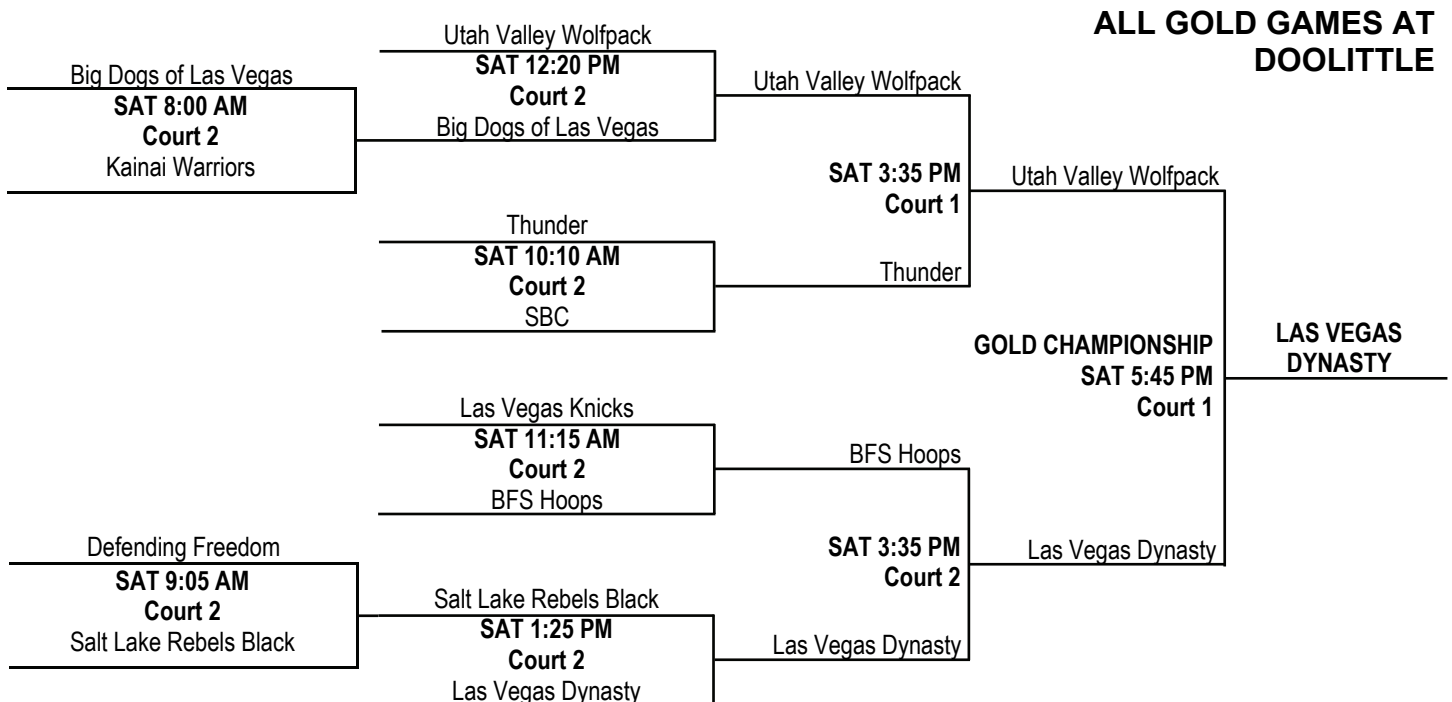 ALL GOLD GAMES AT
DOOLITTLE
Big Dogs of Las Vegas
SAT 8:00 AM
Court 2
Kainai Warriors
Defending Freedom
SAT 9:05 AM
Court 2
Salt Lake Rebels Black
Utah Valley Wolfpack
SAT 12:20 PM
Court 2
Big Dogs of Las Vegas
Thunder
SAT 10:10 AM
Court 2
SBC
Las Vegas Knicks
SAT 11:15 AM
Court 2
BFS Hoops
Salt Lake Rebels Black
SAT 1:25 PM
Court 2
Las Vegas Dynasty
Utah Valley Wolfpack
SAT 3:35 PM
Court 1
Thunder
BFS Hoops
SAT 3:35 PM
Court 2
Las Vegas Dynasty
Utah Valley Wolfpack
GOLD CHAMPIONSHIP
SAT 5:45 PM
Court 1
Las Vegas Dynasty
LAS VEGAS
DYNASTY